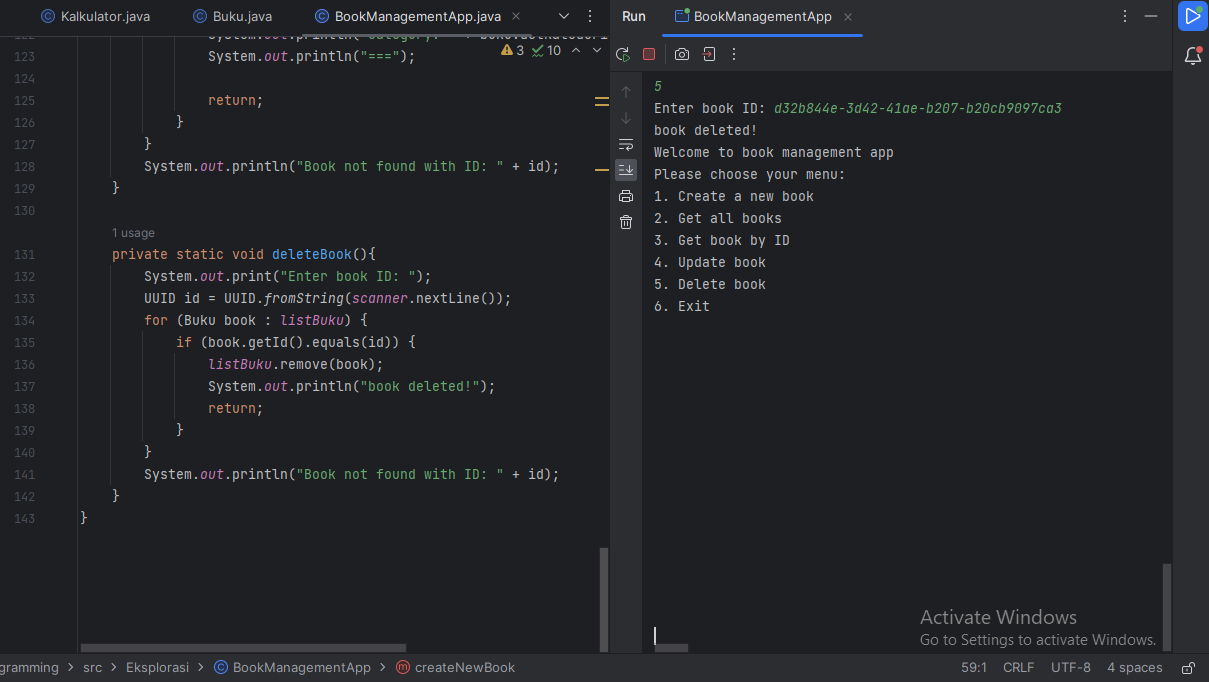 Kalkulator.java
Buku.java
BookManagementApp.java
Run
BookManagementApp
3 10
123 System.out.println("===");
124
125 return;
126 }
127 }
128 System.out.println("Book not found with ID: " + id);
129 }
130
1 usage
131 private static void deleteBook(){
132 System.out.print("Enter book ID: ");
133 UUID id = UUID.fromString(scanner.nextLine());
134 for (Buku book : listBuku) {
135 if (book.getId().equals(id)) {
136 listBuku.remove(book);
137 System.out.println("book deleted!");
138 return;
139 }
140 }
141 System.out.println("Book not found with ID: " + id);
142 }
143 }
5
Enter book ID: d32b844e-3d42-41ae-b207-b20cb9097ca3
book deleted!
Welcome to book management app
Please choose your menu:
1. Create a new book
2. Get all books
3. Get book by ID
4. Update book
5. Delete book
6. Exit
Activate Windows
Go to Settings to activate Windows.
gramming > src > Eksplorasi > BookManagementApp > createNewBook
59:1 CRLF UTF-8 4 spaces